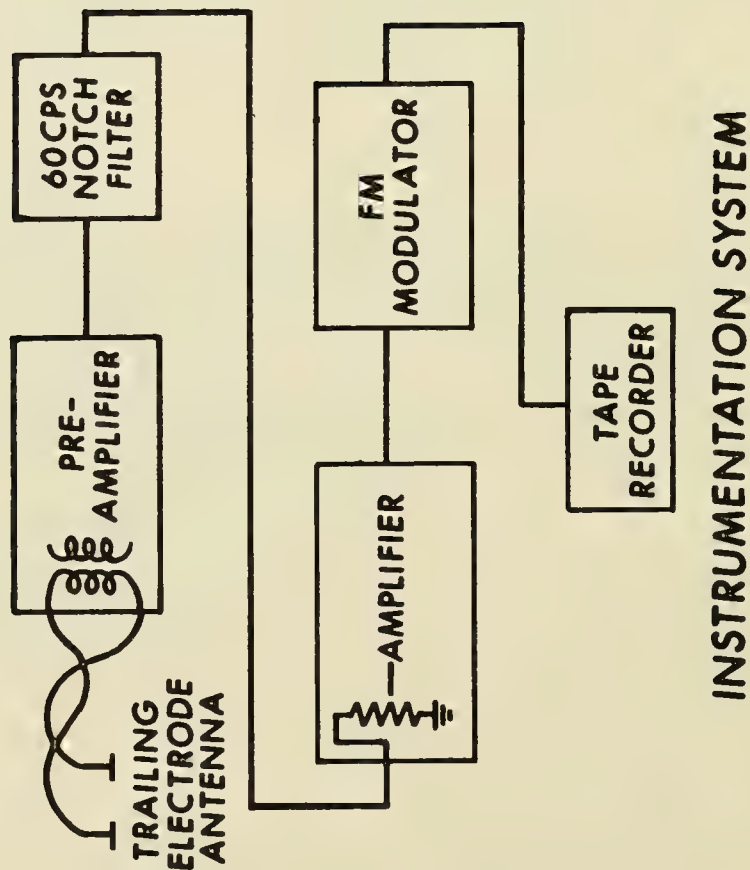 TRAILING
ELECTRODE
ANTENNA
PRE-
AMPLIFIER
60CPS
NOTCH
FILTER
AMPLIFIER
FM
MODULATOR
TAPE
RECORDER
INSTRUMENTATION SYSTEM